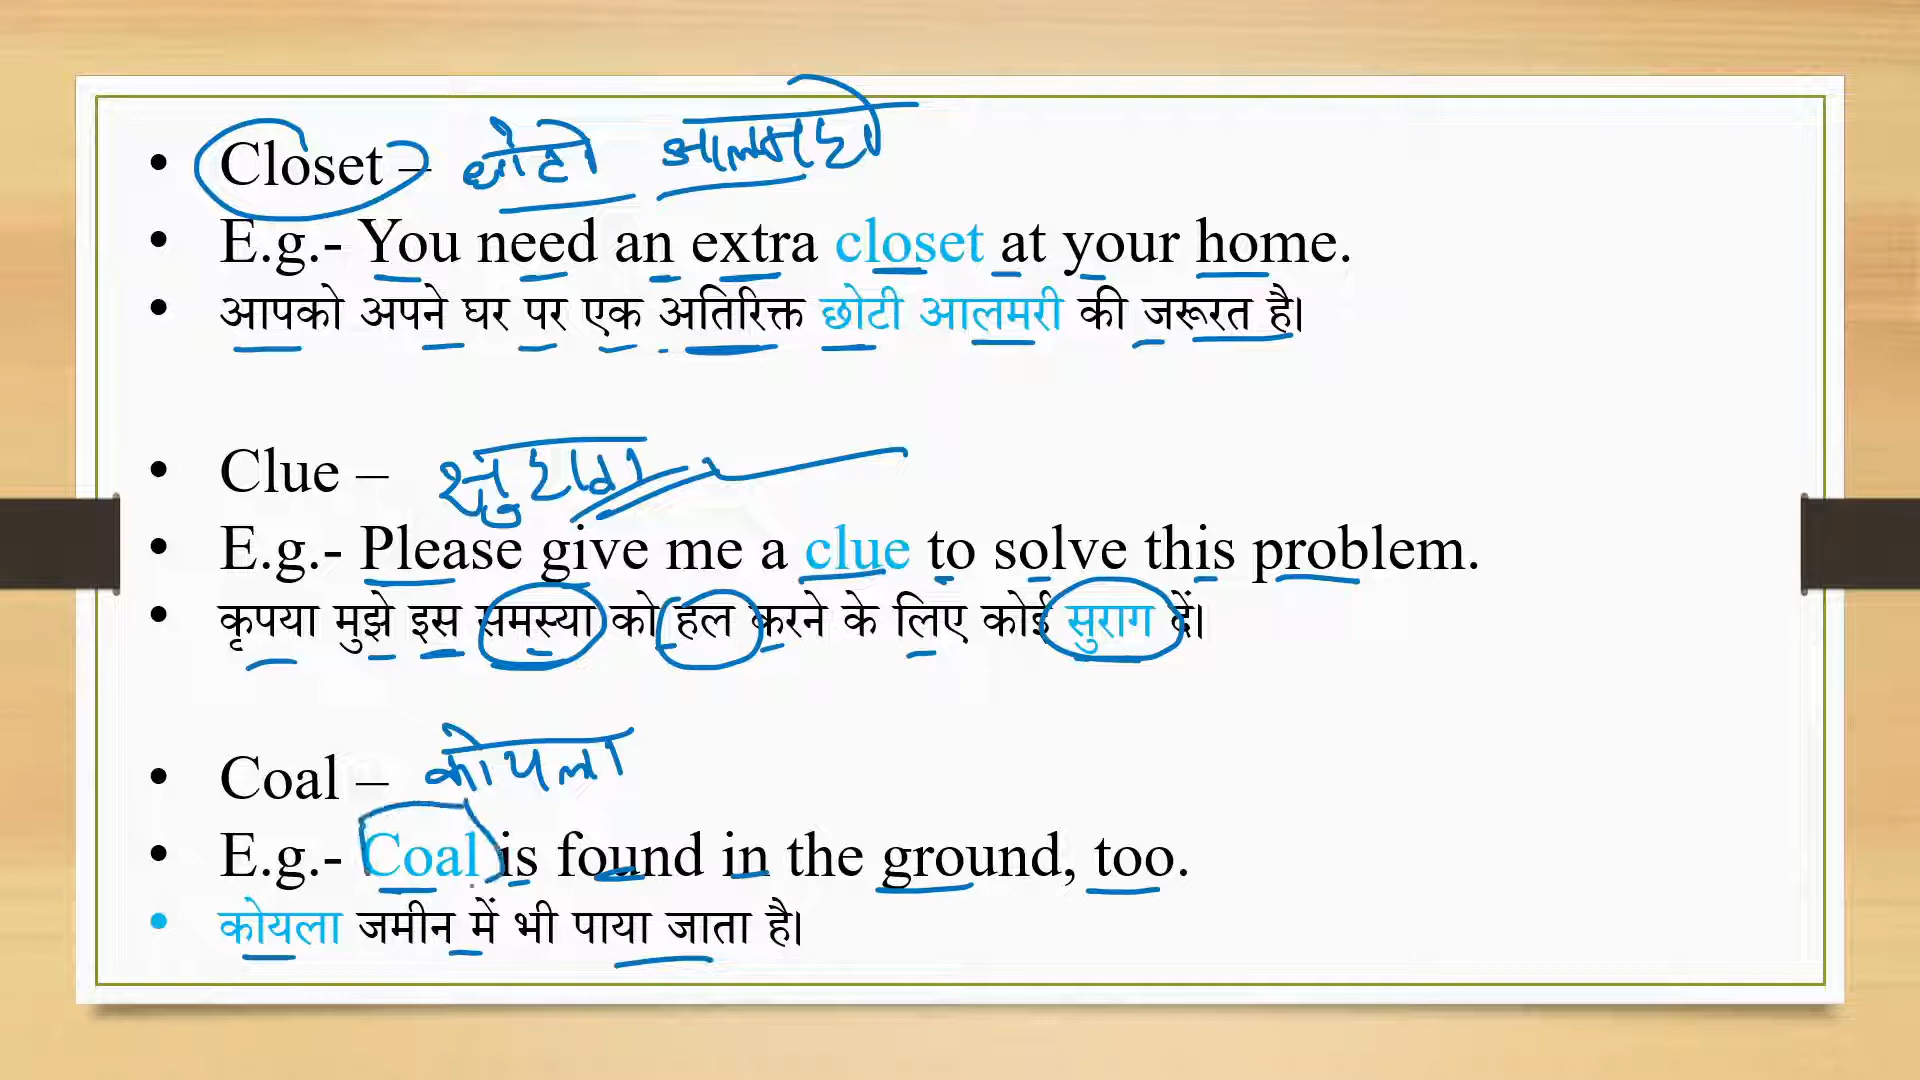 • Closet – छोटी आलमारी
• E.g.- You need an extra closet at your home.
• आपको अपने घर पर एक अतिरिक्त छोटी आलमरी की जरूरत है।
• Clue – सुराग
• E.g.- Please give me a clue to solve this problem.
• कृपया मुझे इस समस्या को हल करने के लिए कोई सुराग दें।
• Coal – कोयला
• E.g.- Coal is found in the ground, too.
• कोयला जमीन में भी पाया जाता है।